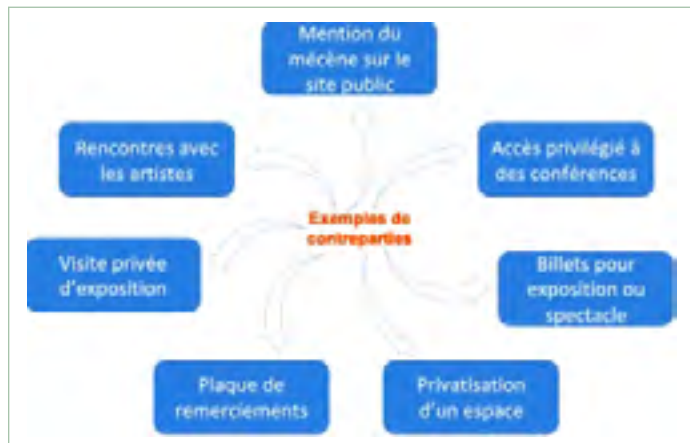 Mention du
mécène sur le
site public
Rencontres avec
les artistes
Accès privilégié à
des conférences
Exemples de
contreparties
Visite privée
d'exposition
Billets pour
exposition ou
spectacle
Plaque de
remerciements
Privatisation
d'un espace